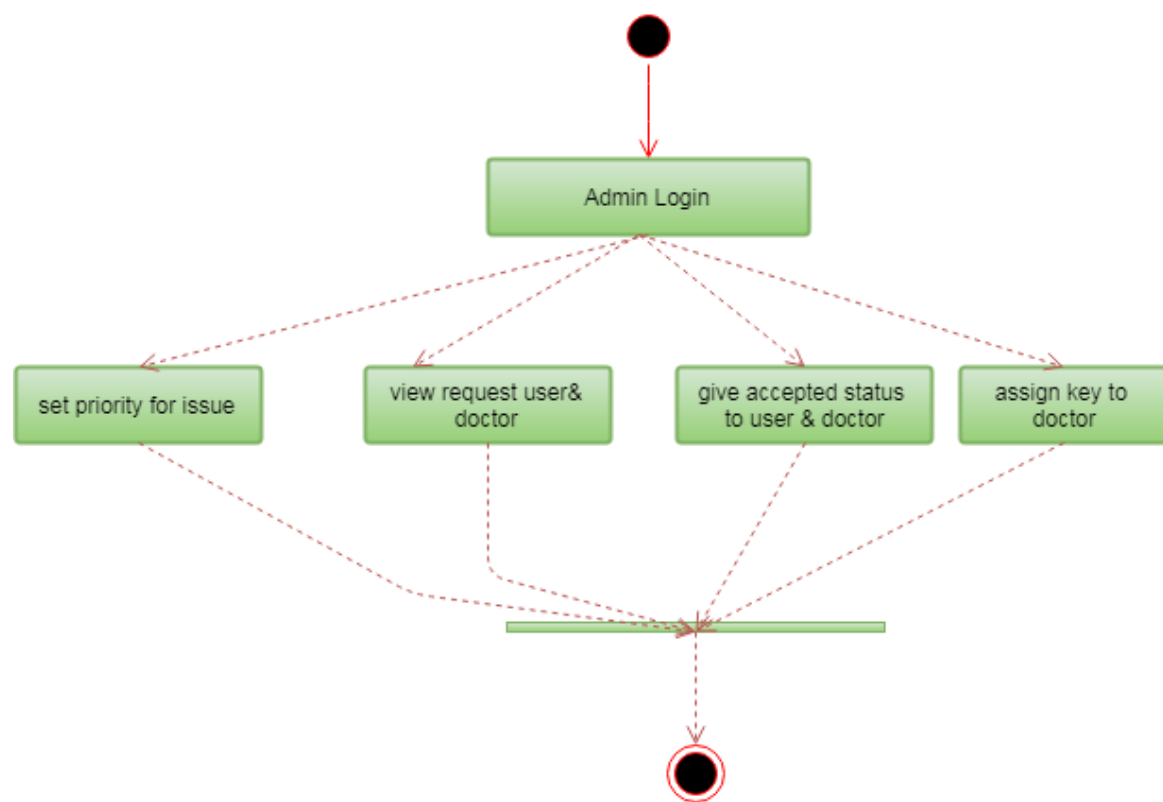 Admin Login
set priority for issue
view request user&
doctor
give accepted status
to user & doctor
assign key to
doctor